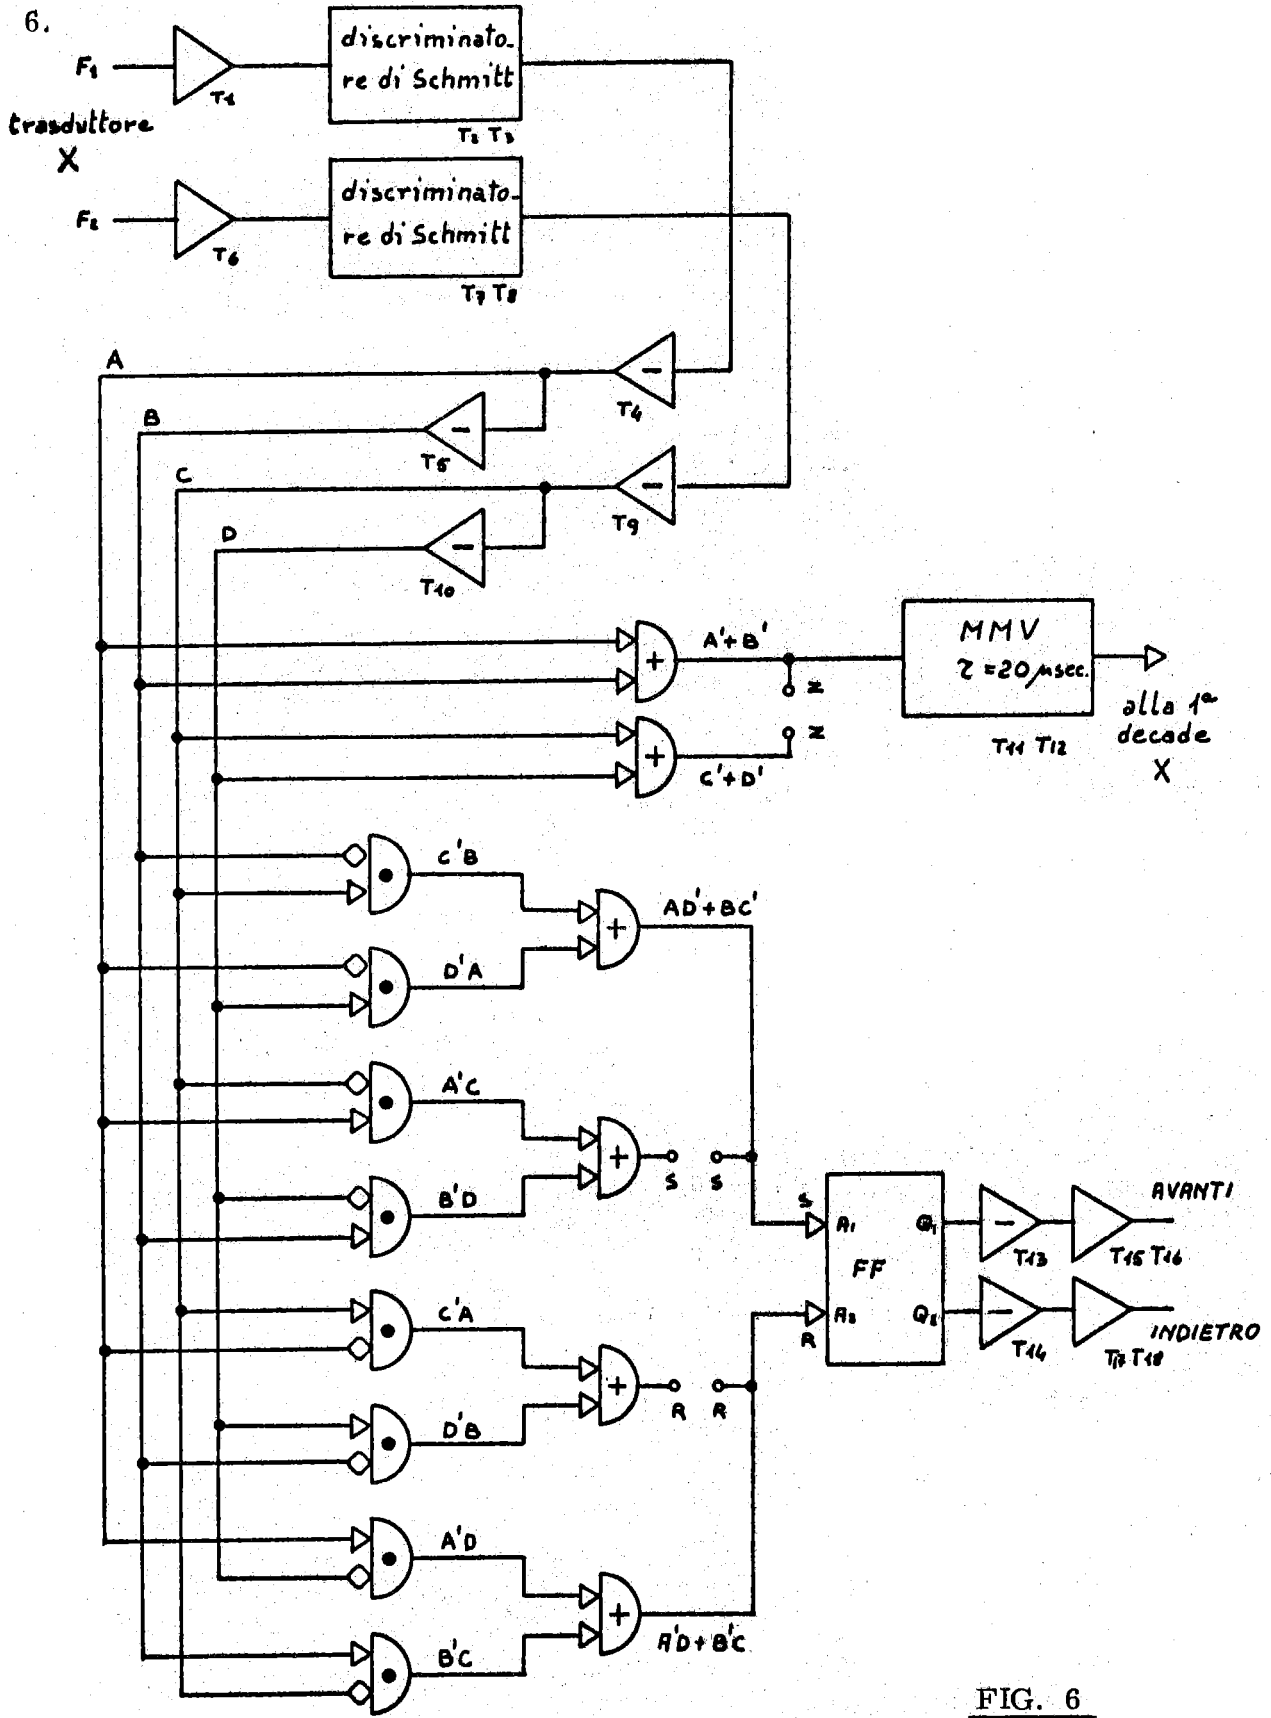 6.
F1
T1
discriminato-
re di Schmitt
T2 T3
trasduttore
X
F2
T6
discriminato-
re di Schmitt
T7 T8
A
T4
B
T5
C
T9
D
T10
A'+B'
z
z
C'+D'
MMV
τ = 20 μsec.
T11 T12
alla 1ª
decade
X
C'B
D'A
AD'+BC'
A'C
B'D
S S
C'A
D'B
R R
A'D
B'C
A'D+B'C
S
A1
FF
A2
R
Q1
Q2
T13
T15 T16
AVANTI
T14
T17 T18
INDIETRO
FIG. 6